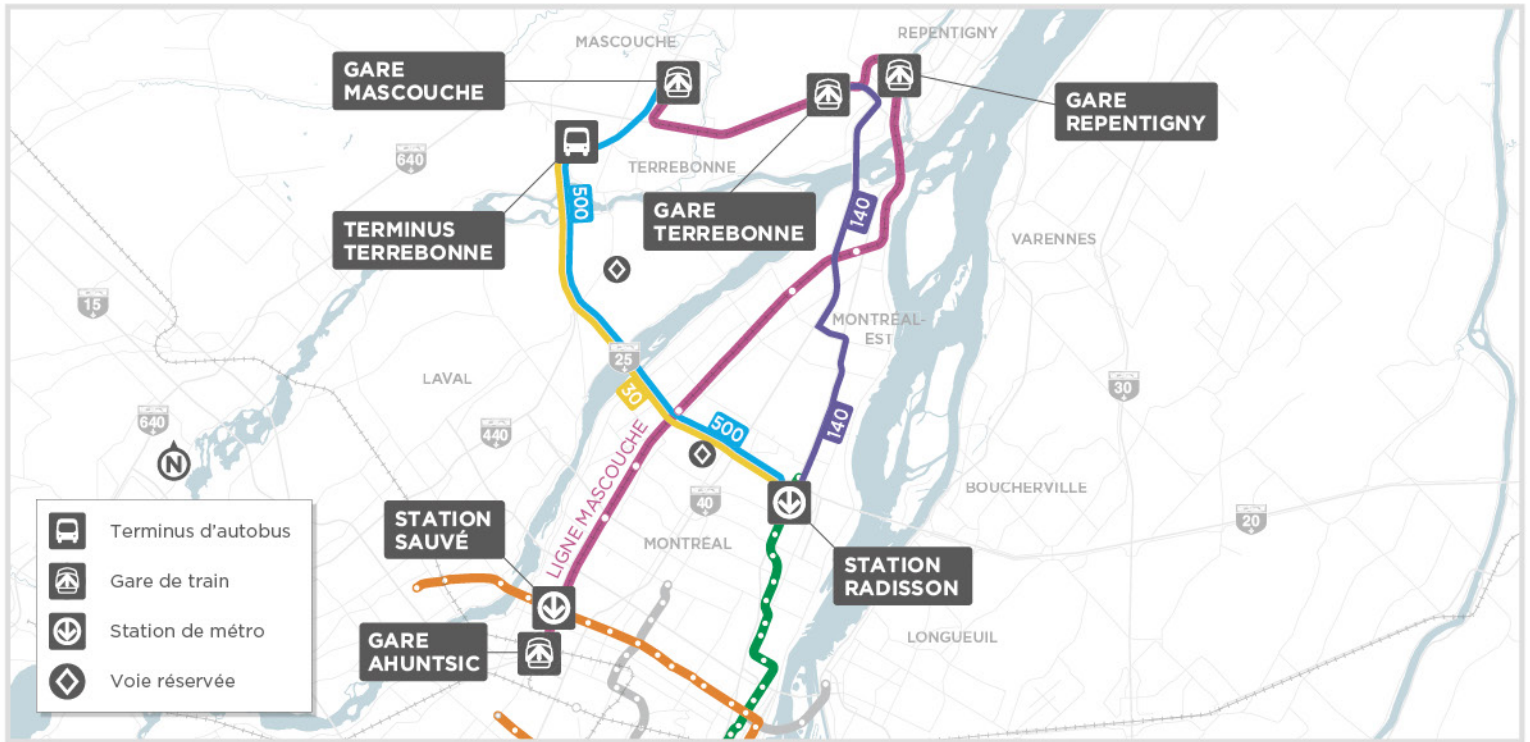 MASCOUCHE
REPENTIGNY
GARE
MASCOUCHE
GARE
REPENTIGNY
640
TERREBONNE
500
GARE
TERREBONNE
140
TERMINUS
TERREBONNE
VARENNES
15
MONTRÉAL-
EST
25
LAVAL
30
30
640
440
500
140
LIGNE MASCOUCHE
N
BOUCHERVILLE
40
20
STATION
SAUVÉ
MONTRÉAL
STATION
RADISSON
GARE
AHUNTSIC
LONGUEUIL
Terminus d'autobus
Gare de train
Station de métro
Voie réservée